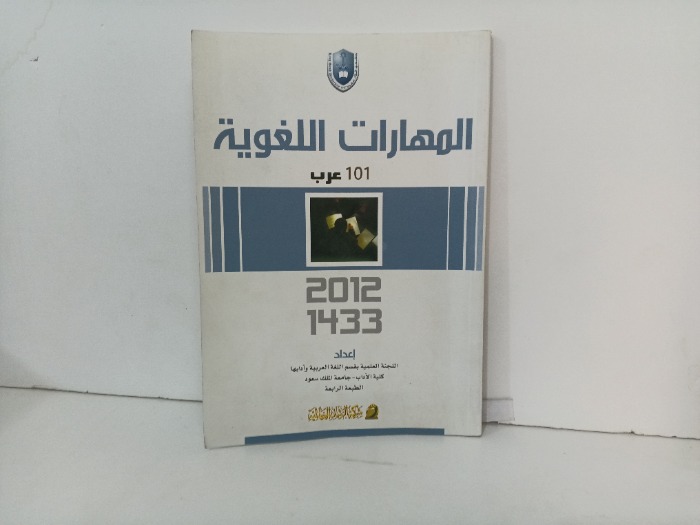 المهارات اللغوية
101 عرب
2012
1433
إعداد
اللجنة العلمية بقسم اللغة العربية وآدابها
كلية الآداب - جامعة الملك سعود
الطبعة الرابعة